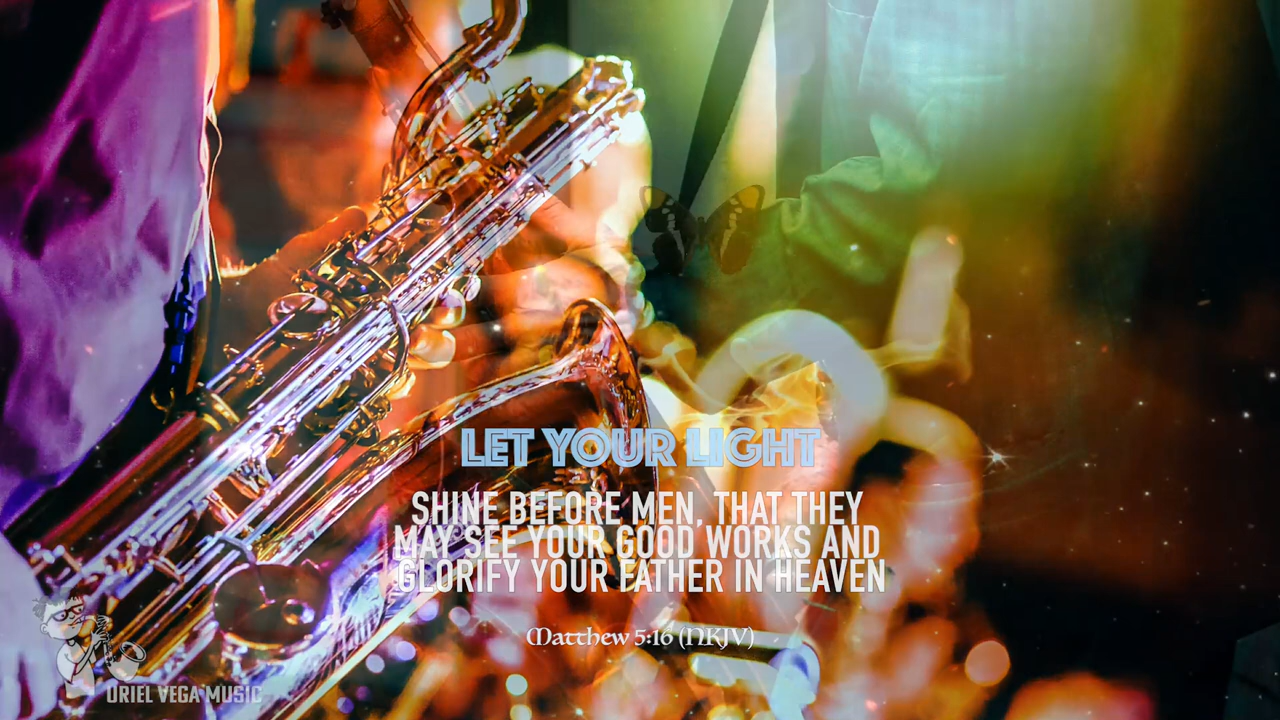 LET YOUR LIGHT
SHINE BEFORE MEN, THAT THEY
MAY SEE YOUR GOOD WORKS AND
GLORIFY YOUR FATHER IN HEAVEN
Matthew 5:16 (NKJV)
ORIEL VEGA MUSIC